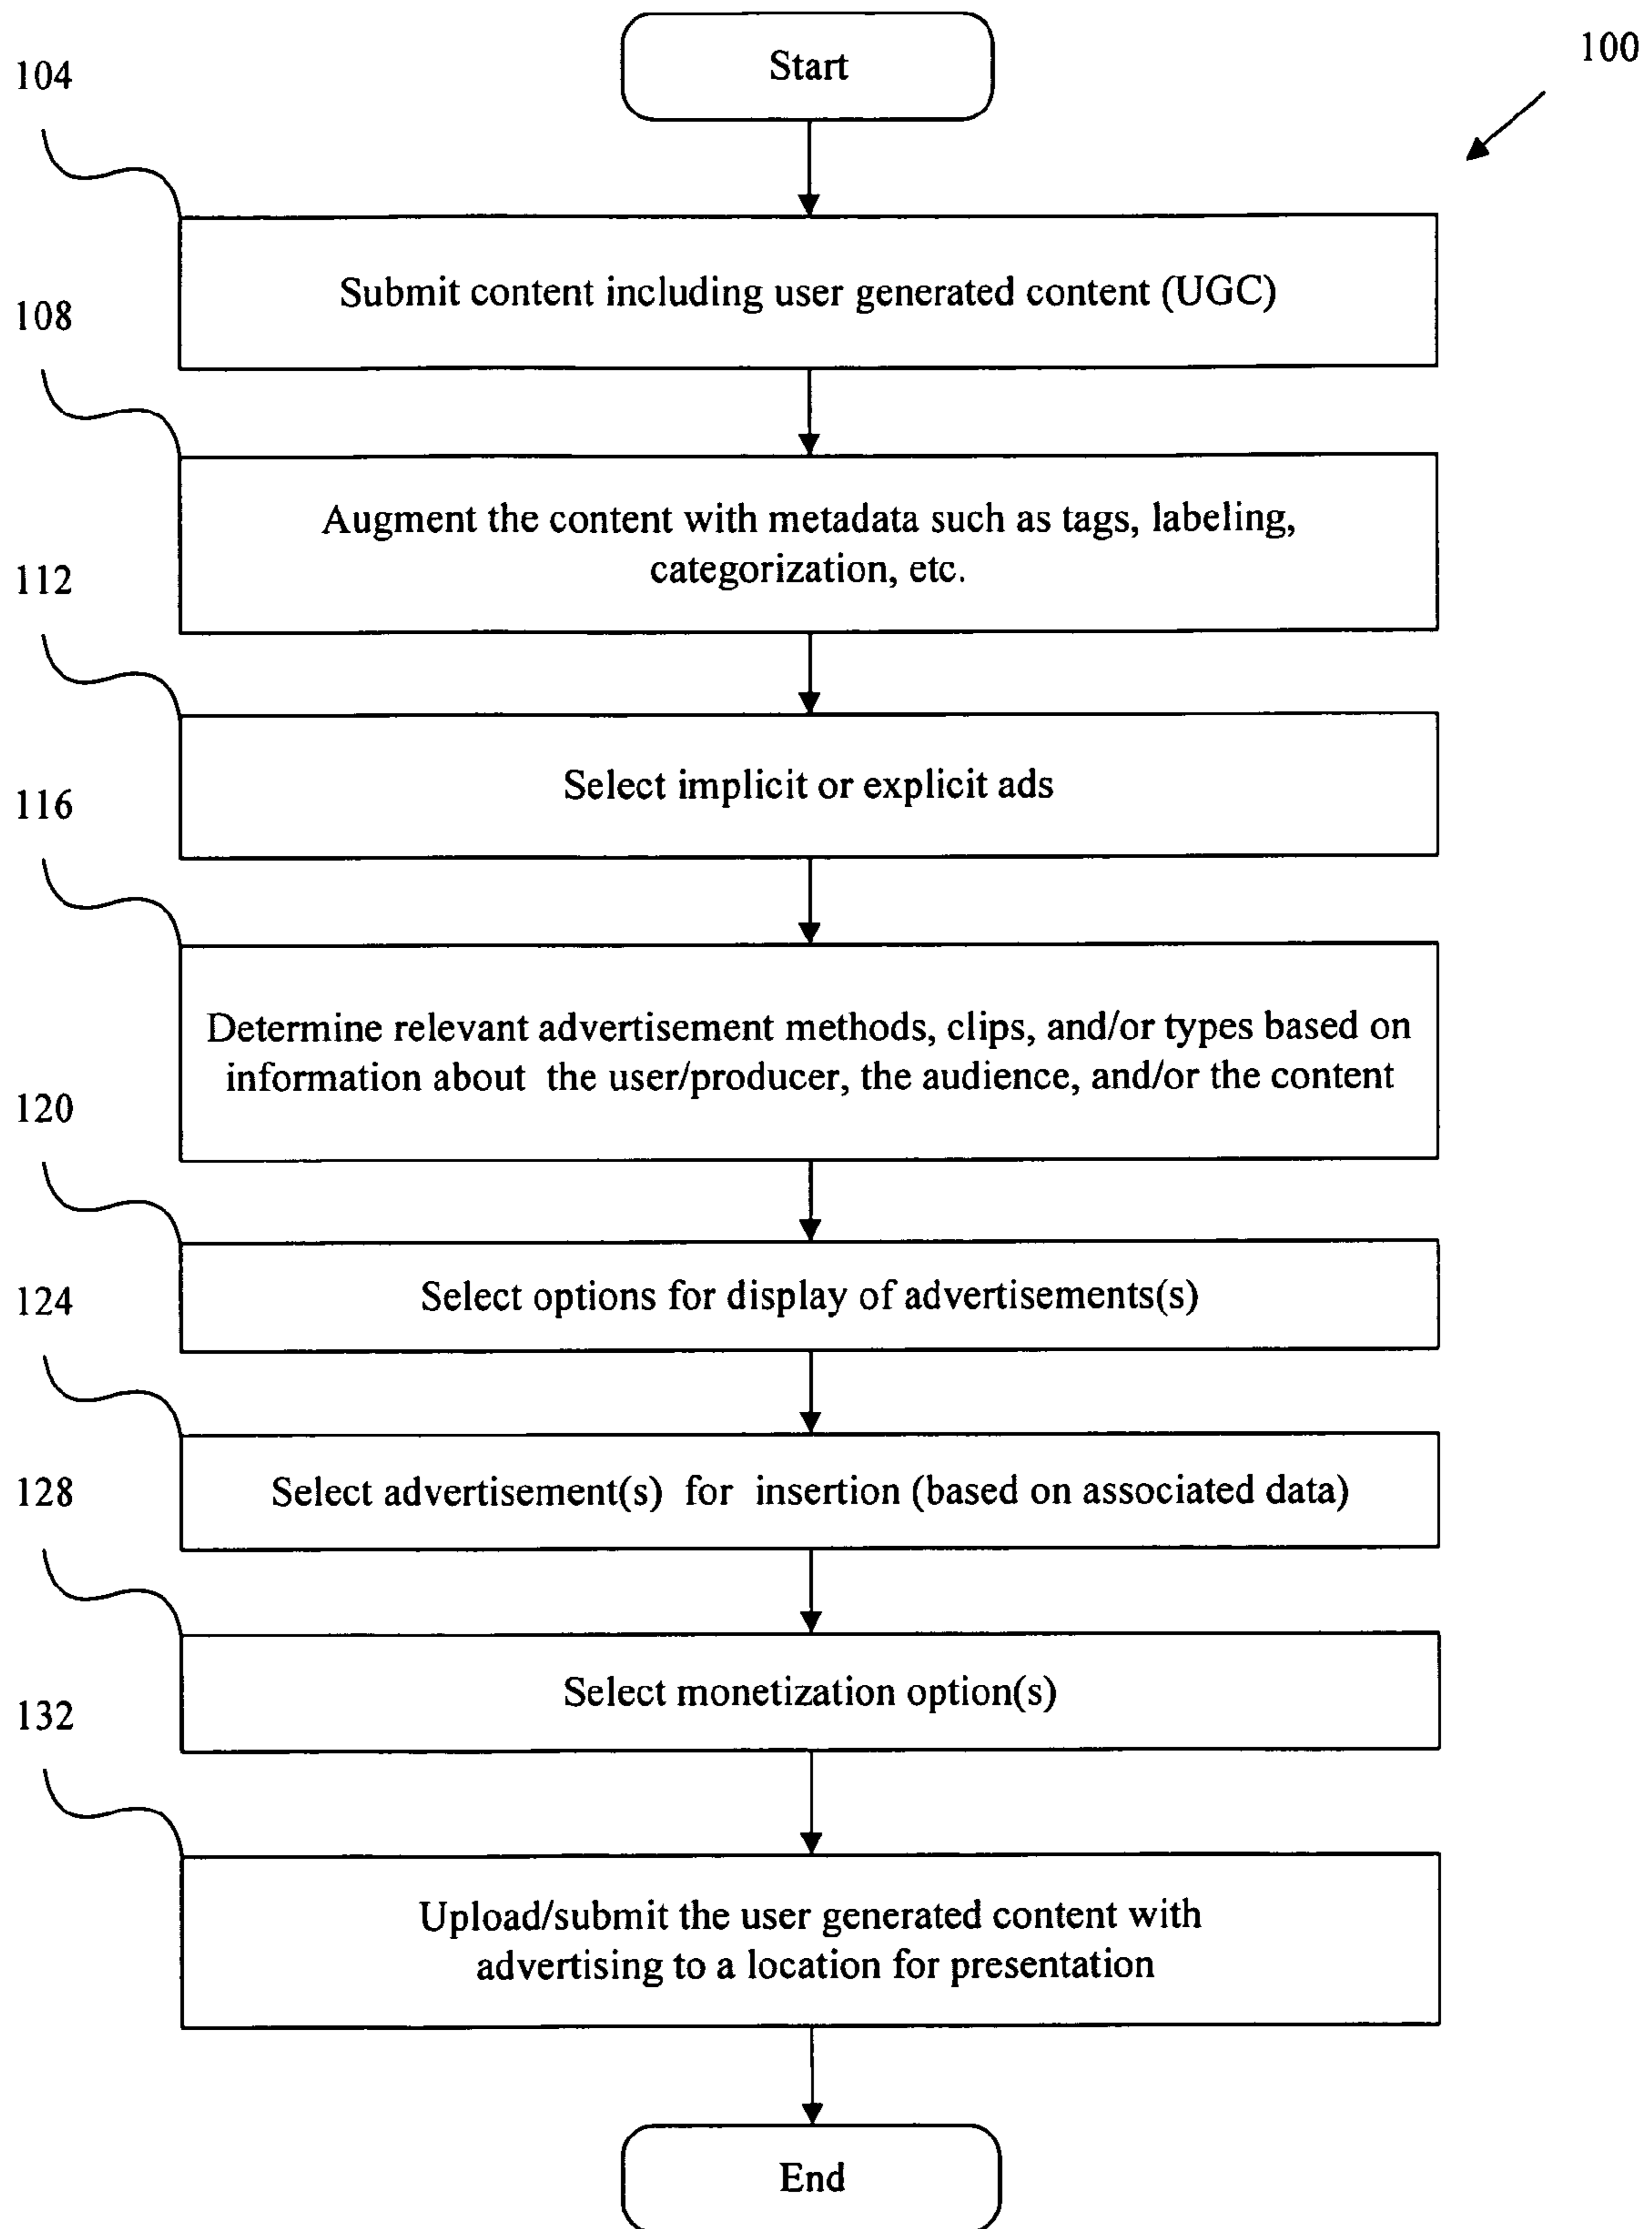 Start
100
104
Submit content including user generated content (UGC)
108
Augment the content with metadata such as tags, labeling,
categorization, etc.
112
Select implicit or explicit ads
116
Determine relevant advertisement methods, clips, and/or types based on
information about the user/producer, the audience, and/or the content
120
Select options for display of advertisements(s)
124
Select advertisement(s) for insertion (based on associated data)
128
Select monetization option(s)
132
Upload/submit the user generated content with
advertising to a location for presentation
End